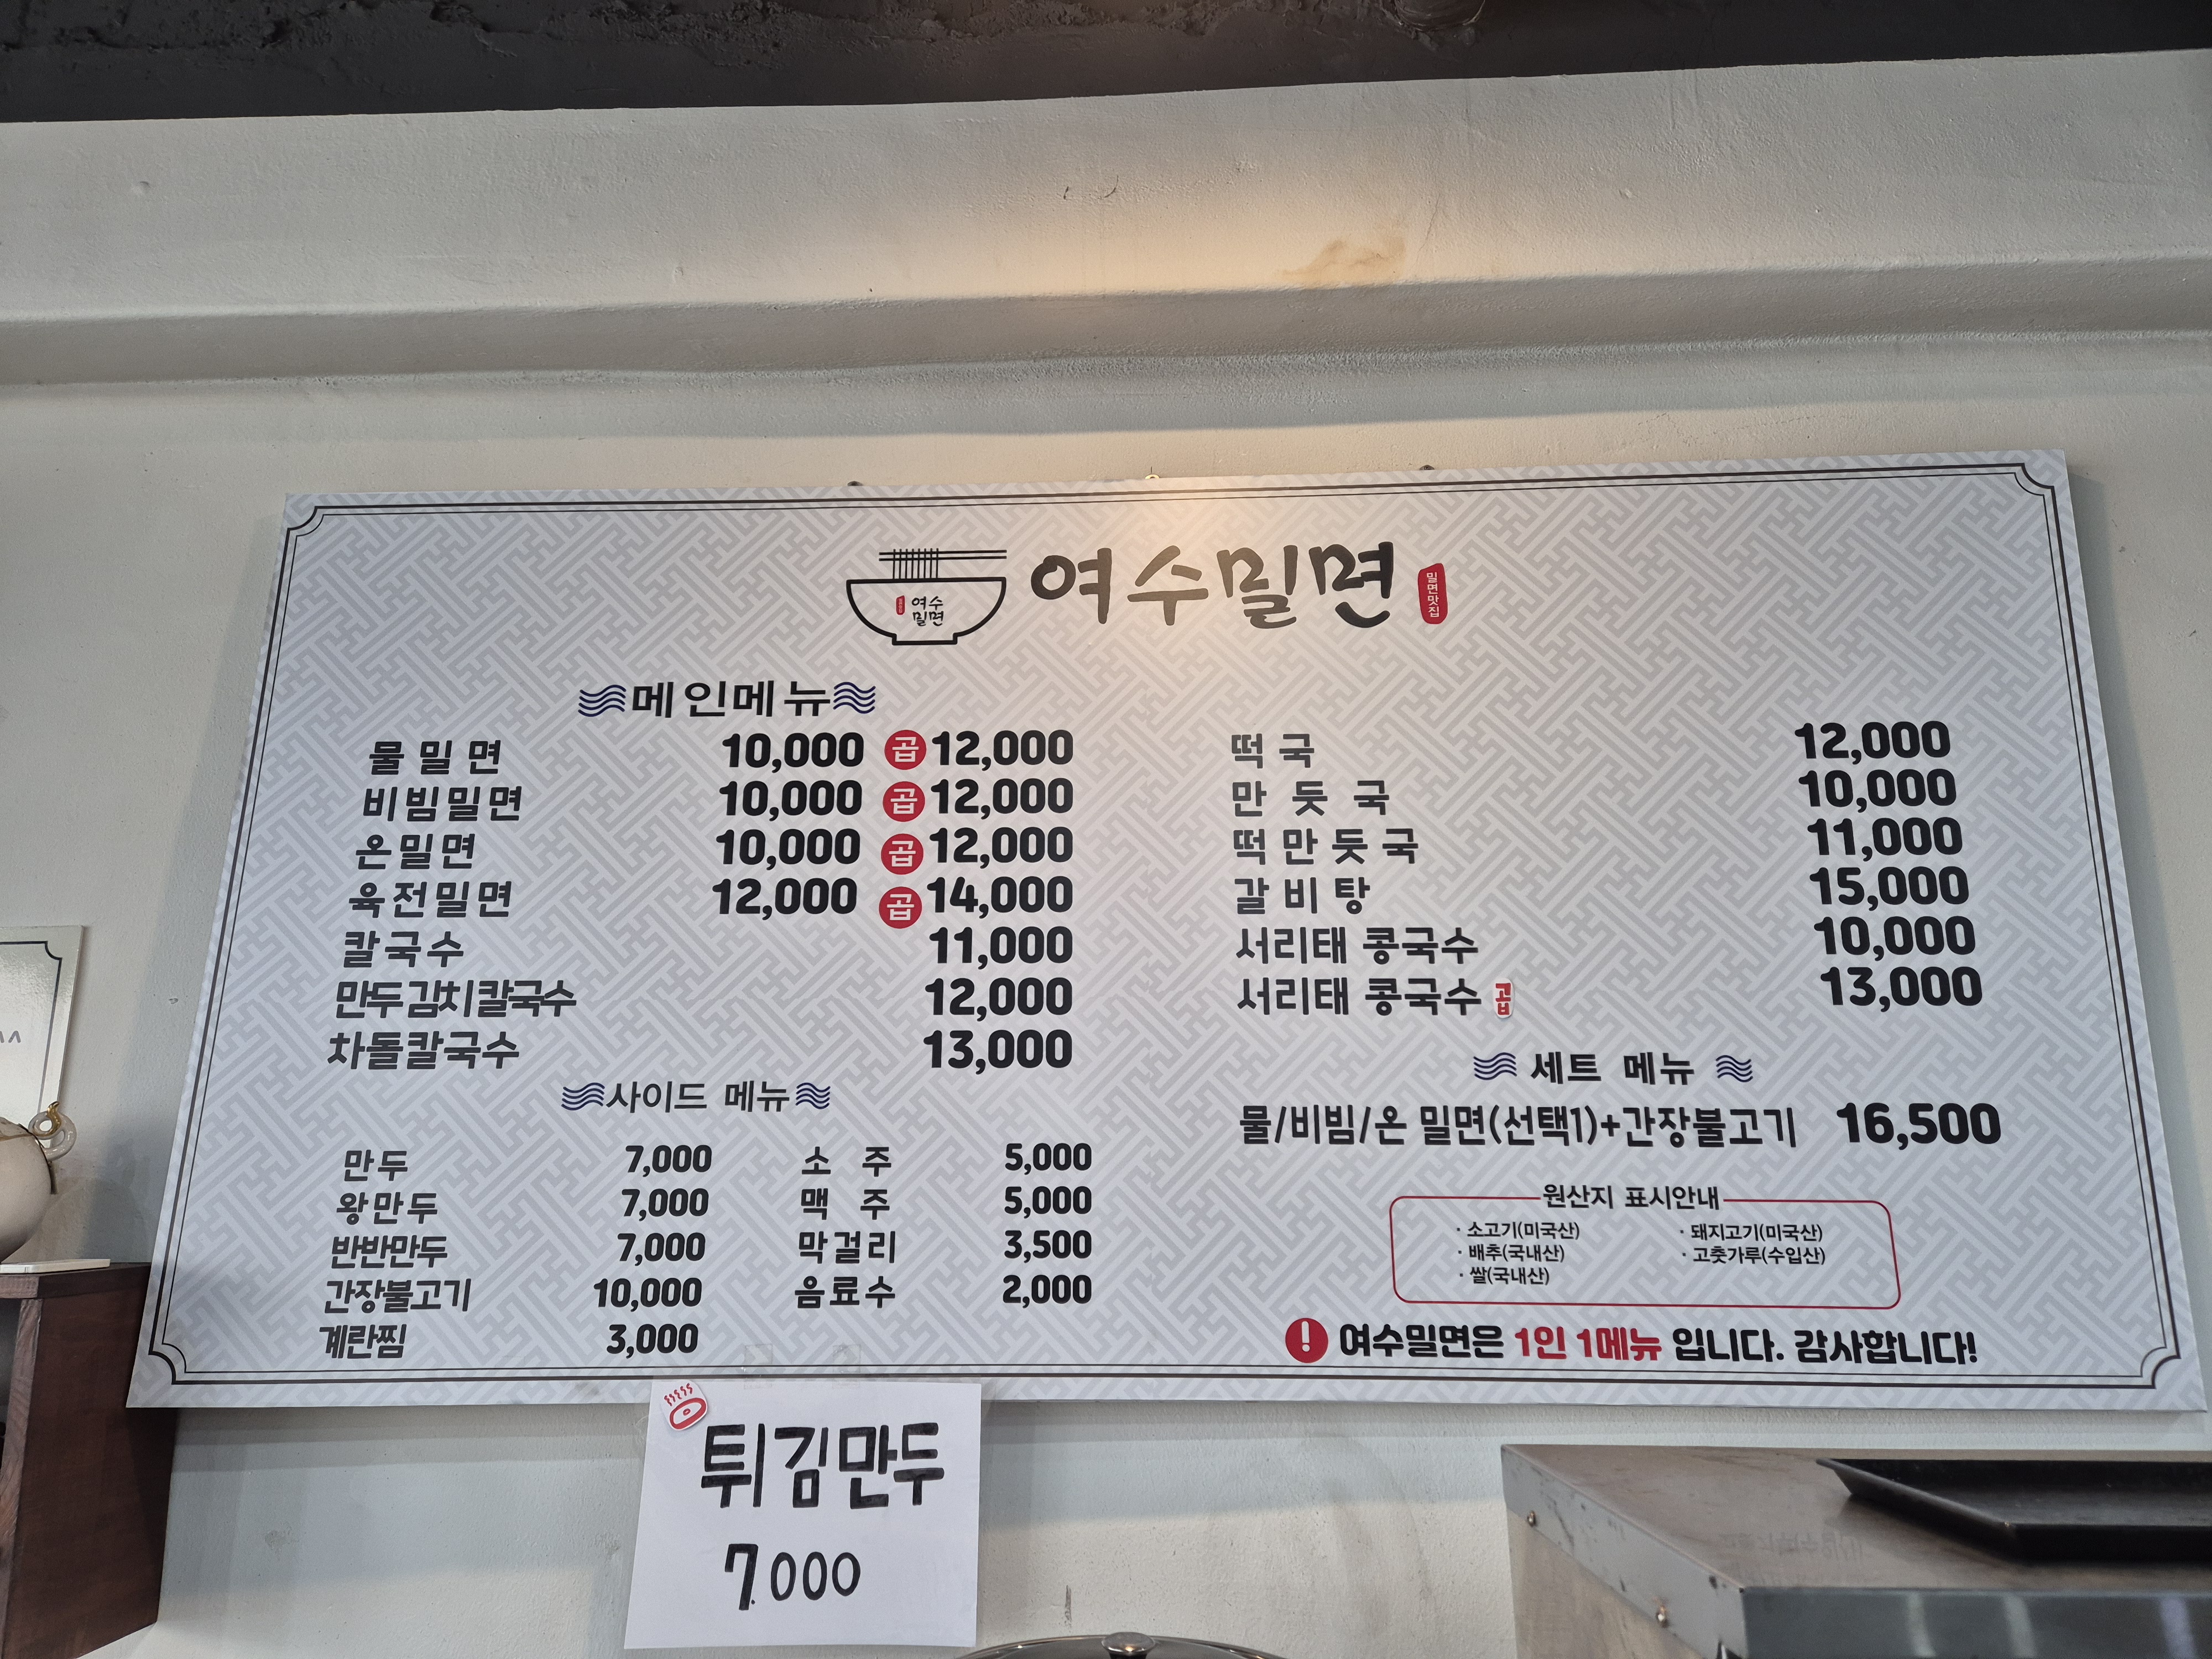 여수밀면
밀면맛집
여수
밀면
메인메뉴
물밀면 10,000 곱 12,000
비빔밀면 10,000 곱 12,000
온밀면 10,000 곱 12,000
육전밀면 12,000 곱 14,000
칼국수 11,000
만두김치칼국수 12,000
차돌칼국수 13,000
떡국 12,000
만둣국 10,000
떡만둣국 11,000
갈비탕 15,000
서리태 콩국수 10,000
서리태 콩국수 곱 13,000
사이드 메뉴
만두 7,000
왕만두 7,000
반반만두 7,000
간장불고기 10,000
계란찜 3,000
소주 5,000
맥주 5,000
막걸리 3,500
음료수 2,000
세트 메뉴
물/비빔/온 밀면(선택1)+간장불고기 16,500
원산지 표시안내
· 소고기(미국산)
· 배추(국내산)
· 쌀(국내산)
· 돼지고기(미국산)
· 고춧가루(수입산)
! 여수밀면은 1인 1메뉴 입니다. 감사합니다!
튀김만두
7.000